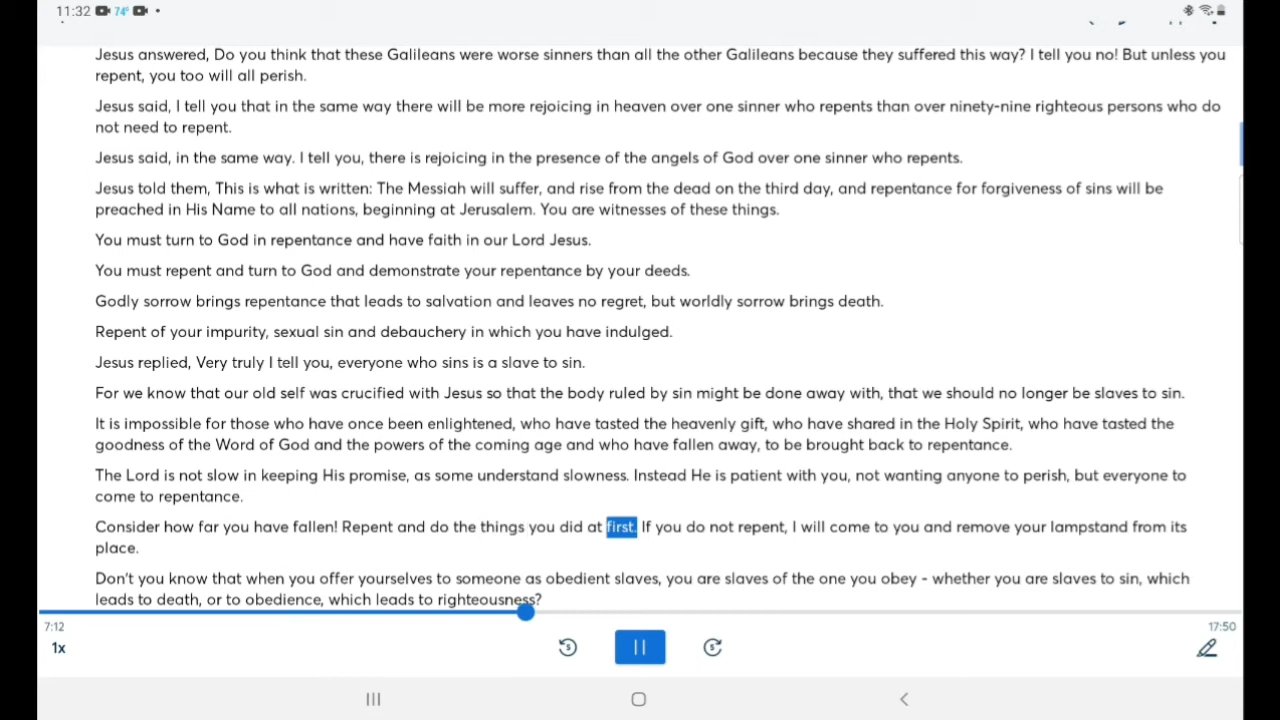 11:32 74°
Jesus answered, Do you think that these Galileans were worse sinners than all the other Galileans because they suffered this way? I tell you no! But unless you
repent, you too will all perish.
Jesus said, I tell you that in the same way there will be more rejoicing in heaven over one sinner who repents than over ninety-nine righteous persons who do
not need to repent.
Jesus said, in the same way. I tell you, there is rejoicing in the presence of the angels of God over one sinner who repents.
Jesus told them, This is what is written: The Messiah will suffer, and rise from the dead on the third day, and repentance for forgiveness of sins will be
preached in His Name to all nations, beginning at Jerusalem. You are witnesses of these things.
You must turn to God in repentance and have faith in our Lord Jesus.
You must repent and turn to God and demonstrate your repentance by your deeds.
Godly sorrow brings repentance that leads to salvation and leaves no regret, but worldly sorrow brings death.
Repent of your impurity, sexual sin and debauchery in which you have indulged.
Jesus replied, Very truly I tell you, everyone who sins is a slave to sin.
For we know that our old self was crucified with Jesus so that the body ruled by sin might be done away with, that we should no longer be slaves to sin.
It is impossible for those who have once been enlightened, who have tasted the heavenly gift, who have shared in the Holy Spirit, who have tasted the
goodness of the Word of God and the powers of the coming age and who have fallen away, to be brought back to repentance.
The Lord is not slow in keeping His promise, as some understand slowness. Instead He is patient with you, not wanting anyone to perish, but everyone to
come to repentance.
Consider how far you have fallen! Repent and do the things you did at first. If you do not repent, I will come to you and remove your lampstand from its
place.
Don't you know that when you offer yourselves to someone as obedient slaves, you are slaves of the one you obey - whether you are slaves to sin, which
leads to death, or to obedience, which leads to righteousness?
7:12 17:50
1x 5 5